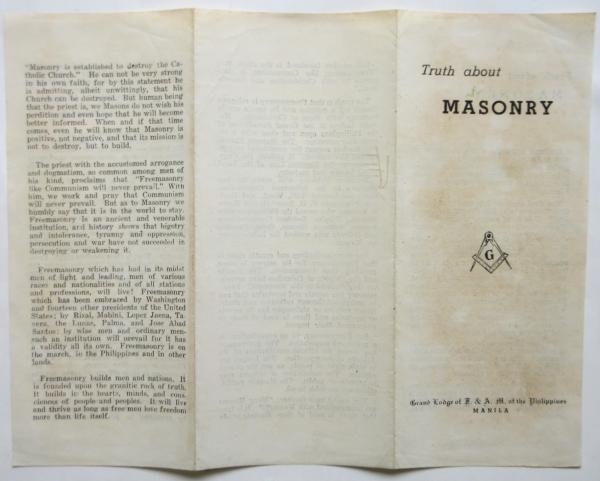 "Masonry is established to destroy the Ca-
tholic Church." He can not be very strong
in his own faith, for by this statement he
is admitting, albeit unwittingly, that his
Church can be destroyed. But human being
that the priest is, we Masons do not wish his
perdition and even hope that he will become
better informed. When and if that time
comes, even he will know that Masonry is
positive, not negative, and that its mission is
not to destroy, but to build.
The priest with the accustomed arrogance
and dogmatism, so common among men of
his kind, proclaims that "Freemasonry
like Communism will never prevail." With
him, we work and pray that Communism
will never prevail. But as to Masonry we
humbly say that it is in the world to stay.
Freemasonry is an ancient and venerable
institution, and history shows that bigotry
and intolerance, tyranny and oppression,
persecution and war have not succeeded in
destroying or weakening it.
Freemasonry which has had in its midst
men of light and leading, men of various
races and nationalities and of all stations
and professions, will live! Freemasonry
which has been embraced by Washington
and fourteen other presidents of the United
States; by Rizal, Mabini, Lopez Jaena, Ta-
vera, the Lunas, Palma, and Jose Abad
Santos; by wise men and ordinary men—
such an institution will prevail for it has
a validity all its own. Freemasonry is on
the march, in the Philippines and in other
lands.
Freemasonry builds men and nations. It
is founded upon the granitic rock of truth.
It builds in the hearts, minds, and cons-
ciences of people and peoples. It will live
and thrive as long as free men love freedom
more than life itself.
Truth about
MASONRY
G
Grand Lodge of F. & A. M. of the Philippines
MANILA